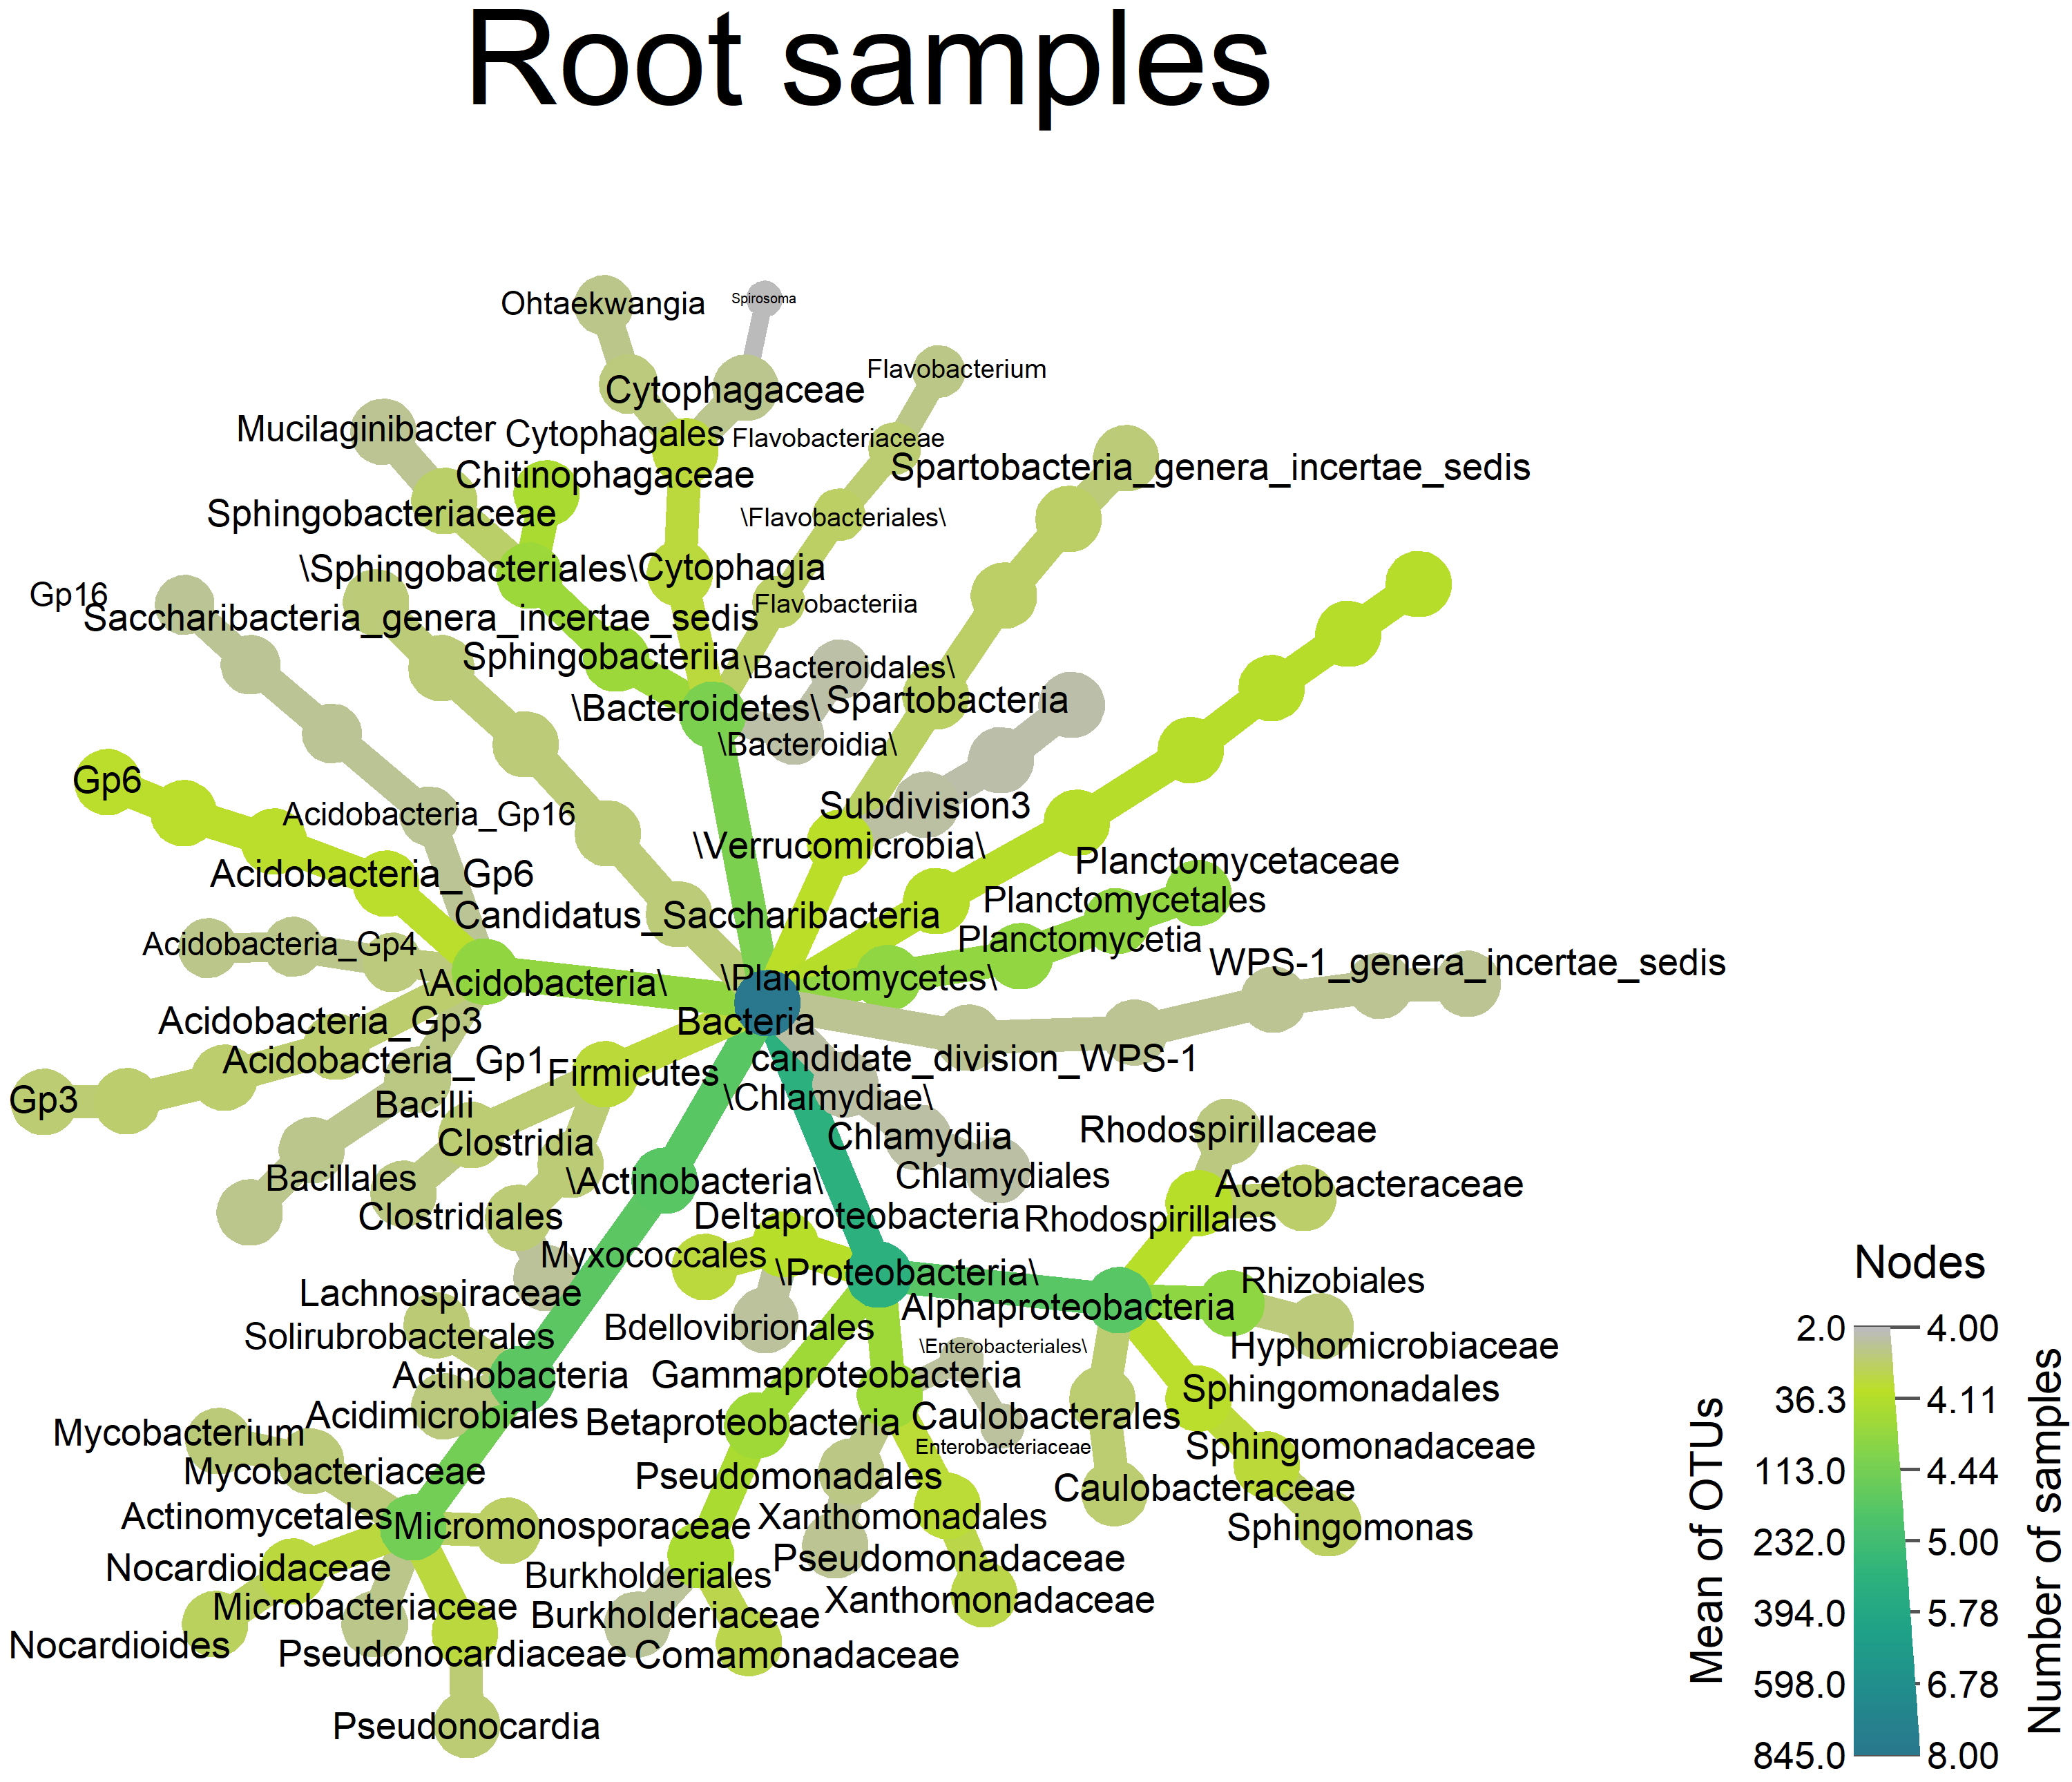 Root samples
Ohtaekwangia
Spirosoma
Flavobacterium
Cytophagaceae
Mucilaginibacter
Cytophagales
Flavobacteriaceae
Chitinophagaceae
Spartobacteria_genera_incertae_sedis
Sphingobacteriaceae
\Flavobacteriales\
\Sphingobacteriales\
Cytophagia
Gp16
Flavobacteriia
Saccharibacteria_genera_incertae_sedis
Sphingobacteriia
\Bacteroidales\
\Bacteroidetes\
Spartobacteria
\Bacteroidia\
Gp6
Acidobacteria_Gp16
Subdivision3
\Verrucomicrobia\
Planctomycetaceae
Acidobacteria_Gp6
Planctomycetales
Candidatus_Saccharibacteria
Acidobacteria_Gp4
Planctomycetia
WPS-1_genera_incertae_sedis
\Acidobacteria\
\Planctomycetes\
Acidobacteria_Gp3
Bacteria
Acidobacteria_Gp1
Firmicutes
candidate_division_WPS-1
Gp3
Bacilli
\Chlamydiae\
Clostridia
Chlamydiia
Rhodospirillaceae
Bacillales
\Actinobacteria\
Chlamydiales
Acetobacteraceae
Clostridiales
Deltaproteobacteria
Rhodospirillales
Myxococcales
\Proteobacteria\
Rhizobiales
Lachnospiraceae
Alphaproteobacteria
Solirubrobacterales
Bdellovibrionales
\Enterobacteriales\
Hyphomicrobiaceae
Actinobacteria
Gammaproteobacteria
Sphingomonadales
Acidimicrobiales
Betaproteobacteria
Caulobacterales
Mycobacterium
Enterobacteriaceae
Sphingomonadaceae
Mycobacteriaceae
Pseudomonadales
Caulobacteraceae
Actinomycetales
Micromonosporaceae
Xanthomonadales
Sphingomonas
Nocardioidaceae
Burkholderiales
Pseudomonadaceae
Microbacteriaceae
Burkholderiaceae
Xanthomonadaceae
Nocardioides
Pseudonocardiaceae
Comamonadaceae
Pseudonocardia
Nodes
2.0 4.00
36.3 4.11
113.0 4.44
232.0 5.00
394.0 5.78
598.0 6.78
845.0 8.00
Mean of OTUs
Number of samples